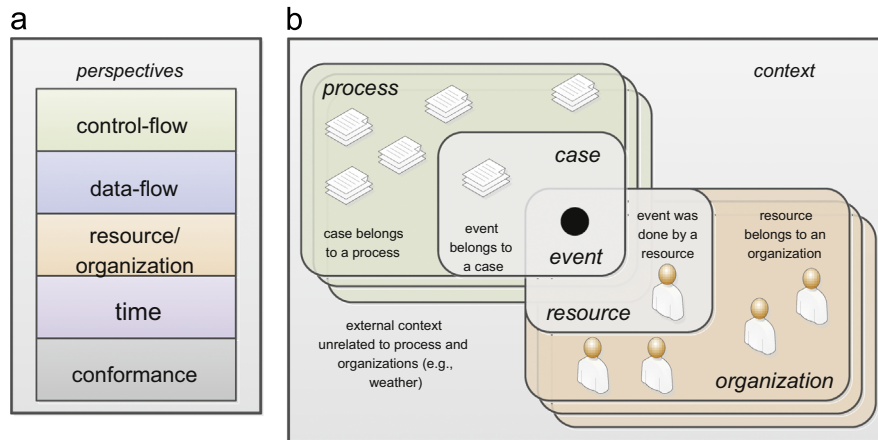 a
perspectives
control-flow
data-flow
resource/
organization
time
conformance
b
context
process
case
case belongs
to a process
event
belongs to
a case
event
event was
done by a
resource
resource
belongs to an
organization
resource
external context
unrelated to process
and organizations (e.g.,
weather)
organization